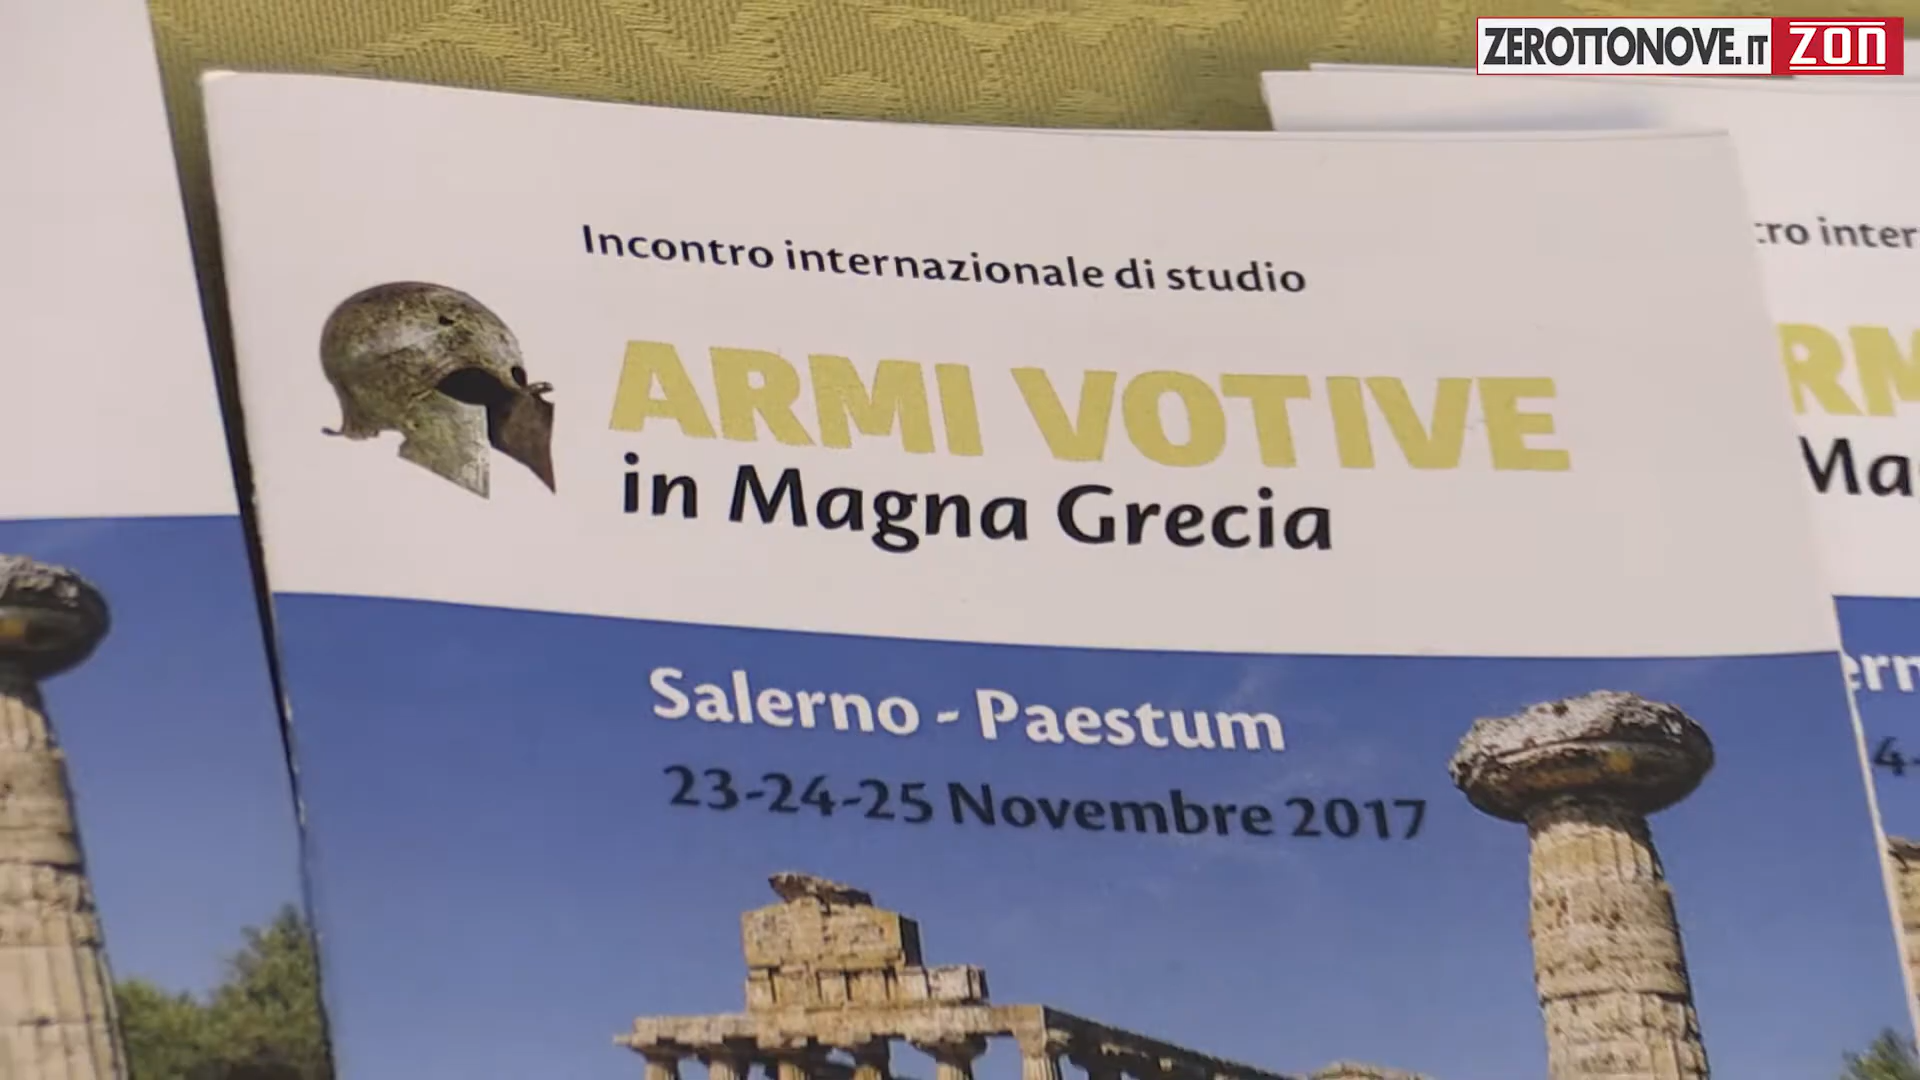 ZEROTTONOVE.IT ZON
Incontro internazionale di studio
ARMI VOTIVE
in Magna Grecia
Salerno - Paestum
23-24-25 Novembre 2017